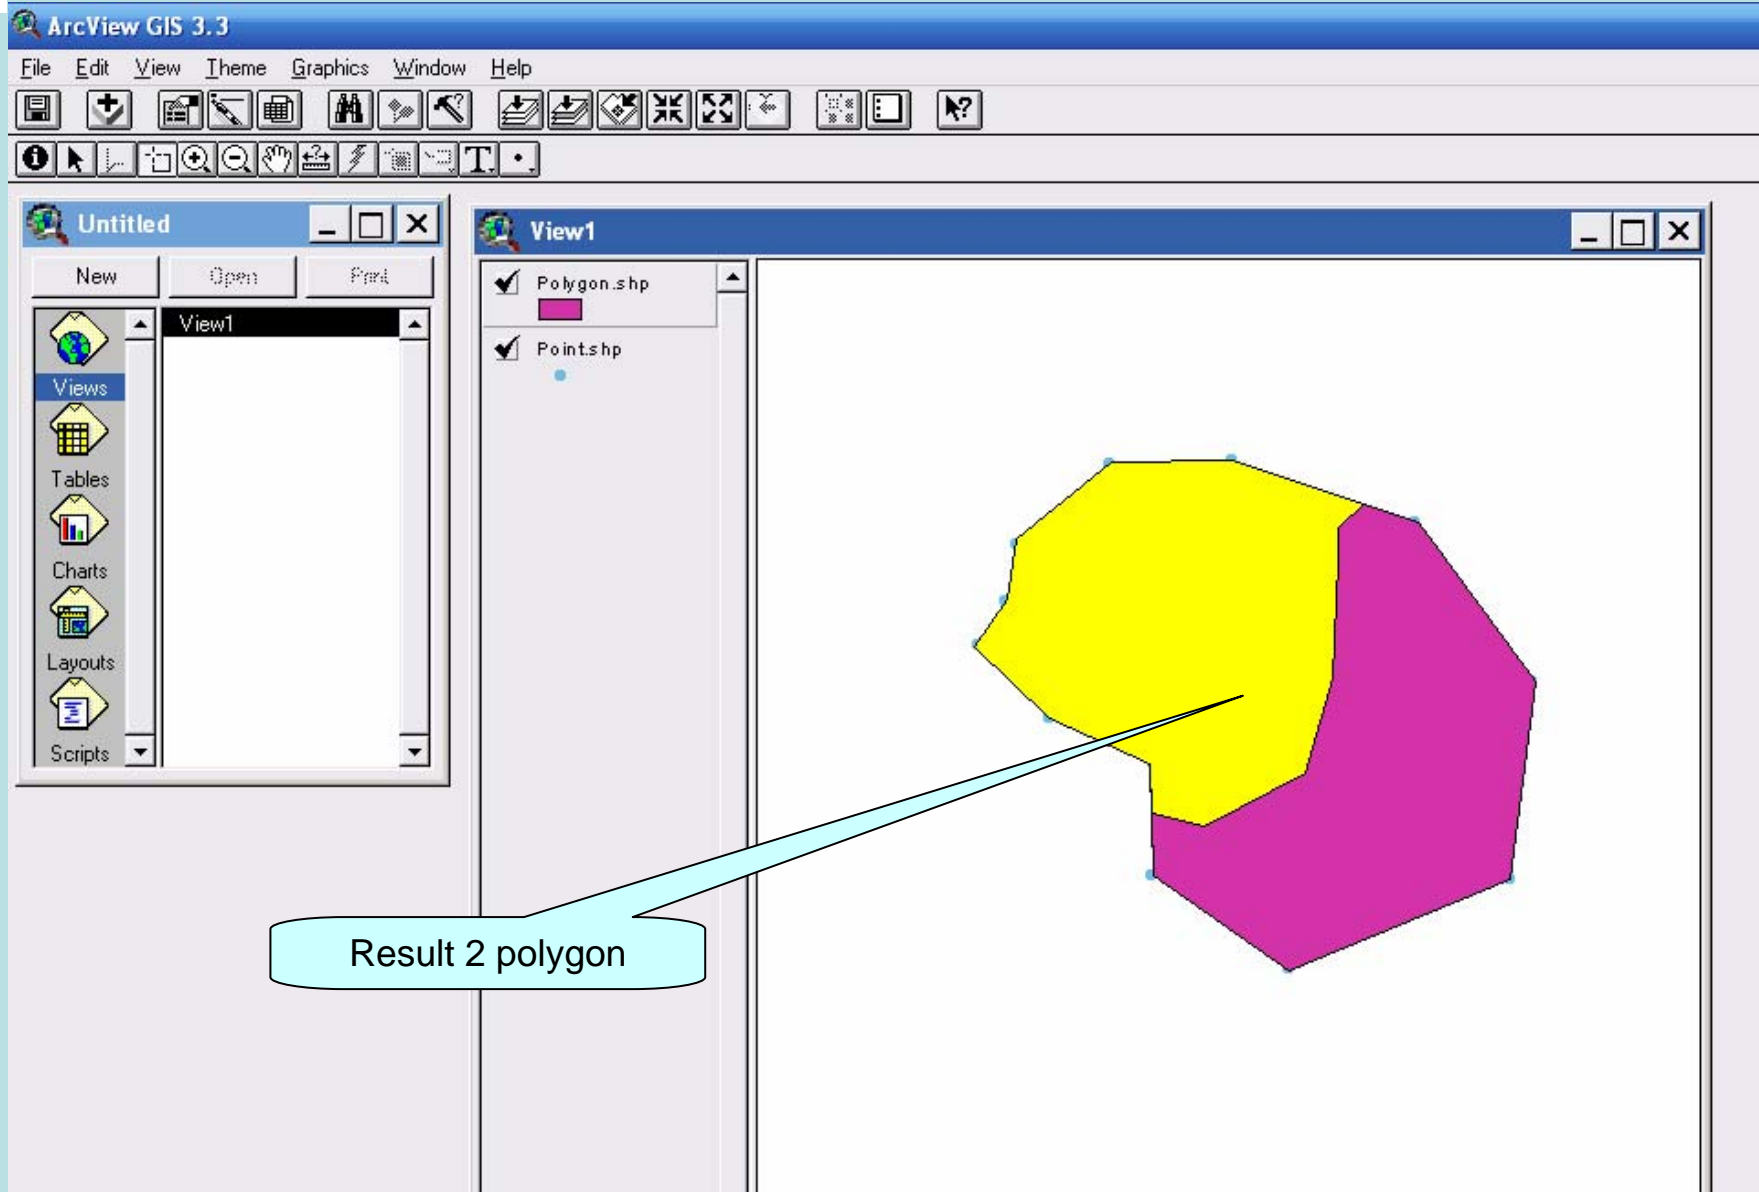 ArcView GIS 3.3
File Edit View Theme Graphics Window Help
Untitled
New Open Print
View1
Views
Tables
Charts
Layouts
Scripts
View1
Polygon.shp
Point.shp
Result 2 polygon